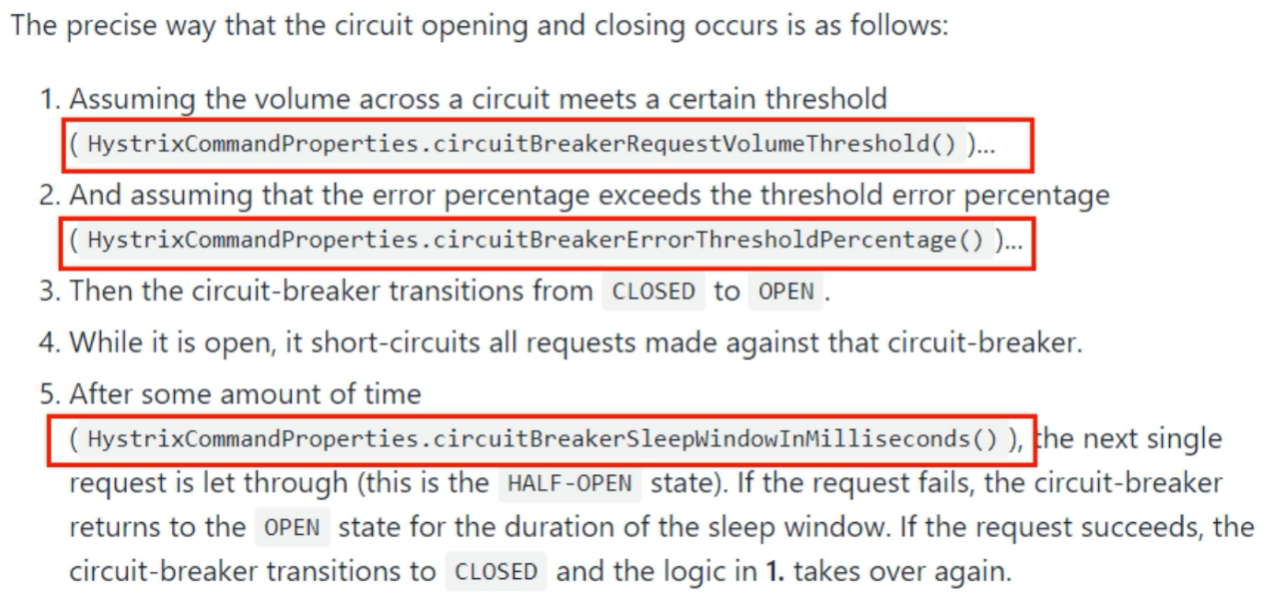 The precise way that the circuit opening and closing occurs is as follows:
1. Assuming the volume across a circuit meets a certain threshold
( HystrixCommandProperties.circuitBreakerRequestVolumeThreshold() )...
2. And assuming that the error percentage exceeds the threshold error percentage
( HystrixCommandProperties.circuitBreakerErrorThresholdPercentage() )...
3. Then the circuit-breaker transitions from CLOSED to OPEN .
4. While it is open, it short-circuits all requests made against that circuit-breaker.
5. After some amount of time
( HystrixCommandProperties.circuitBreakerSleepWindowInMilliseconds() ), the next single
request is let through (this is the HALF-OPEN state). If the request fails, the circuit-breaker
returns to the OPEN state for the duration of the sleep window. If the request succeeds, the
circuit-breaker transitions to CLOSED and the logic in 1. takes over again.